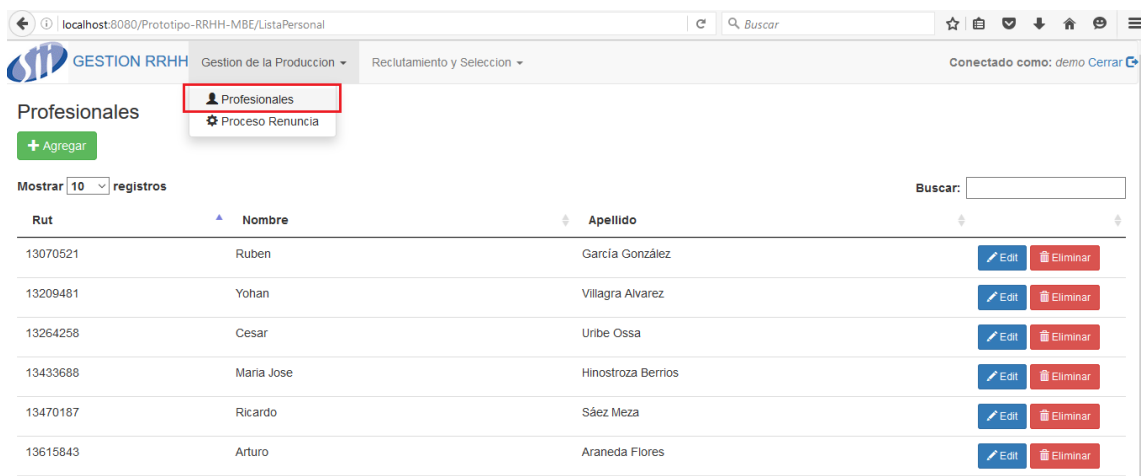 localhost:8080/Prototipo-RRHH-MBE/ListaPersonal
Buscar
GESTION RRHH
Gestion de la Produccion
Reclutamiento y Seleccion
Conectado como: demo Cerrar
Profesionales
Proceso Renuncia
Profesionales
Agregar
Mostrar 10 registros
Buscar:
Rut Nombre Apellido
13070521 Ruben García González Edit Eliminar
13209481 Yohan Villagra Alvarez Edit Eliminar
13264258 Cesar Uribe Ossa Edit Eliminar
13433688 Maria Jose Hinostroza Berrios Edit Eliminar
13470187 Ricardo Sáez Meza Edit Eliminar
13615843 Arturo Araneda Flores Edit Eliminar